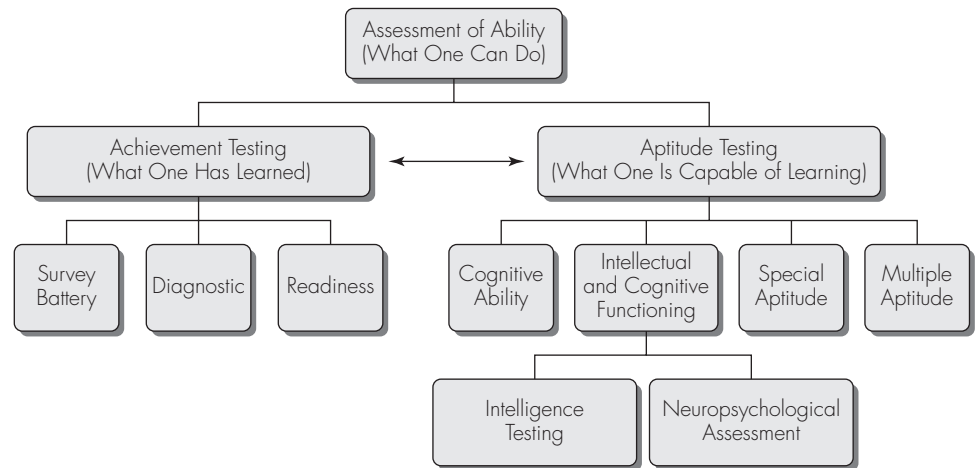 Assessment of Ability
(What One Can Do)
Achievement Testing
(What One Has Learned)
Aptitude Testing
(What One Is Capable of Learning)
Survey
Battery
Diagnostic
Readiness
Cognitive
Ability
Intellectual
and Cognitive
Functioning
Special
Aptitude
Multiple
Aptitude
Intelligence
Testing
Neuropsychological
Assessment